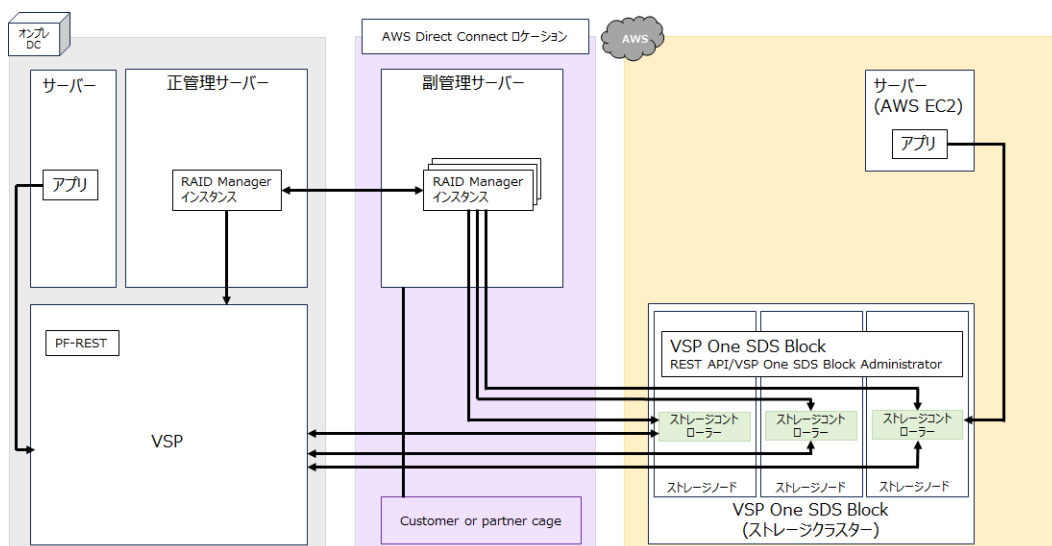 オンプレ
DC
AWS Direct Connect ロケーション
AWS
サーバー
正管理サーバー
副管理サーバー
サーバー
(AWS EC2)
アプリ
アプリ
RAID Manager
インスタンス
RAID Manager
インスタンス
PF-REST
VSP
VSP One SDS Block
REST API/VSP One SDS Block Administrator
ストレージコント
ローラー
ストレージコント
ローラー
ストレージコント
ローラー
ストレージノード
ストレージノード
ストレージノード
VSP One SDS Block
(ストレージクラスター)
Customer or partner cage